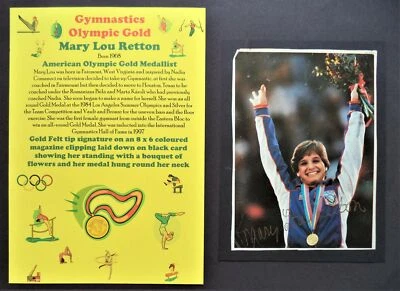 Gymnastics
Olympic Gold
Mary Lou Retton
Born 1968
American Olympic Gold Medallist
Mary Lou was born in Fairmont, West Virginia and inspired by Nadia
Comaneci on television decided to take up Gymnastic, at first she was
coached in Fairmont but then decided to move to Houston Texas to be
coached under the Romanians Bela and Marta Károli who had previously
coached Nadia. She soon began to make a name for herself. She won an all
round Gold Medal at the 1984 Los Angeles Summer Olympics and Silver for
the Team Competition and Vault and Bronze for the uneven bars and the floor
exercise. She was the first female gymnast from outside the Eastern Bloc to
win an all-round Gold Medal. She was inducted into the International
Gymnastics Hall of Fame in 1997
Gold Felt tip signature on an 8 x 6 coloured
magazine clipping laid down on black card
showing her standing with a bouquet of
flowers and her medal hung round her neck
Mary